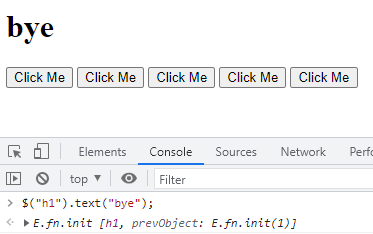 bye
Click Me Click Me Click Me Click Me Click Me
Elements Console Sources Network Perfo
top ▼ Filter
> $("h1").text("bye");
<· ▶ E.fn.init [h1, prevObject: E.fn.init(1)]